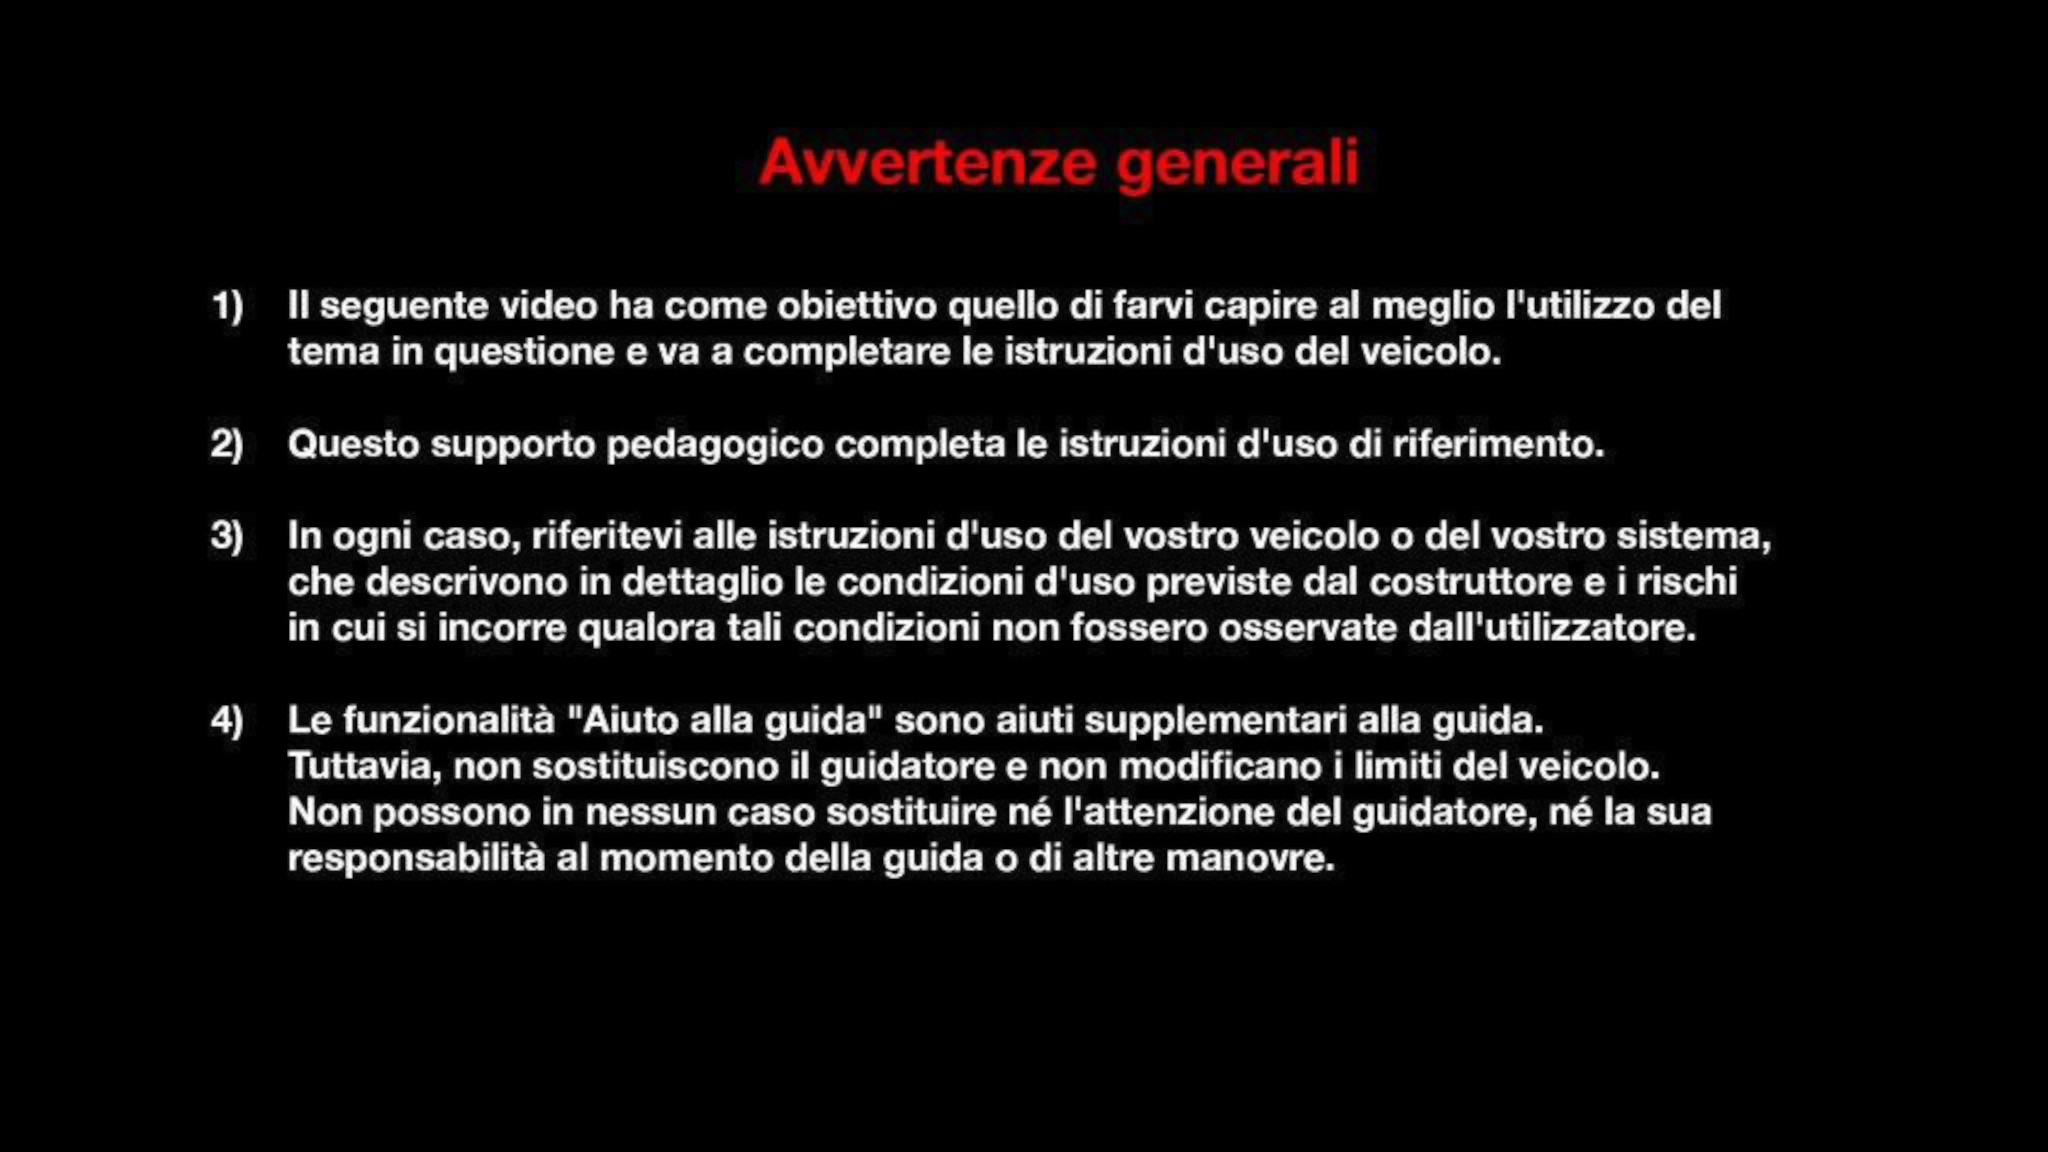 Avvertenze generali
1) Il seguente video ha come obiettivo quello di farvi capire al meglio l'utilizzo del
tema in questione e va a completare le istruzioni d'uso del veicolo.
2) Questo supporto pedagogico completa le istruzioni d'uso di riferimento.
3) In ogni caso, riferitevi alle istruzioni d'uso del vostro veicolo o del vostro sistema,
che descrivono in dettaglio le condizioni d'uso previste dal costruttore e i rischi
in cui si incorre qualora tali condizioni non fossero osservate dall'utilizzatore.
4) Le funzionalità "Aiuto alla guida" sono aiuti supplementari alla guida.
Tuttavia, non sostituiscono il guidatore e non modificano i limiti del veicolo.
Non possono in nessun caso sostituire né l'attenzione del guidatore, né la sua
responsabilità al momento della guida o di altre manovre.